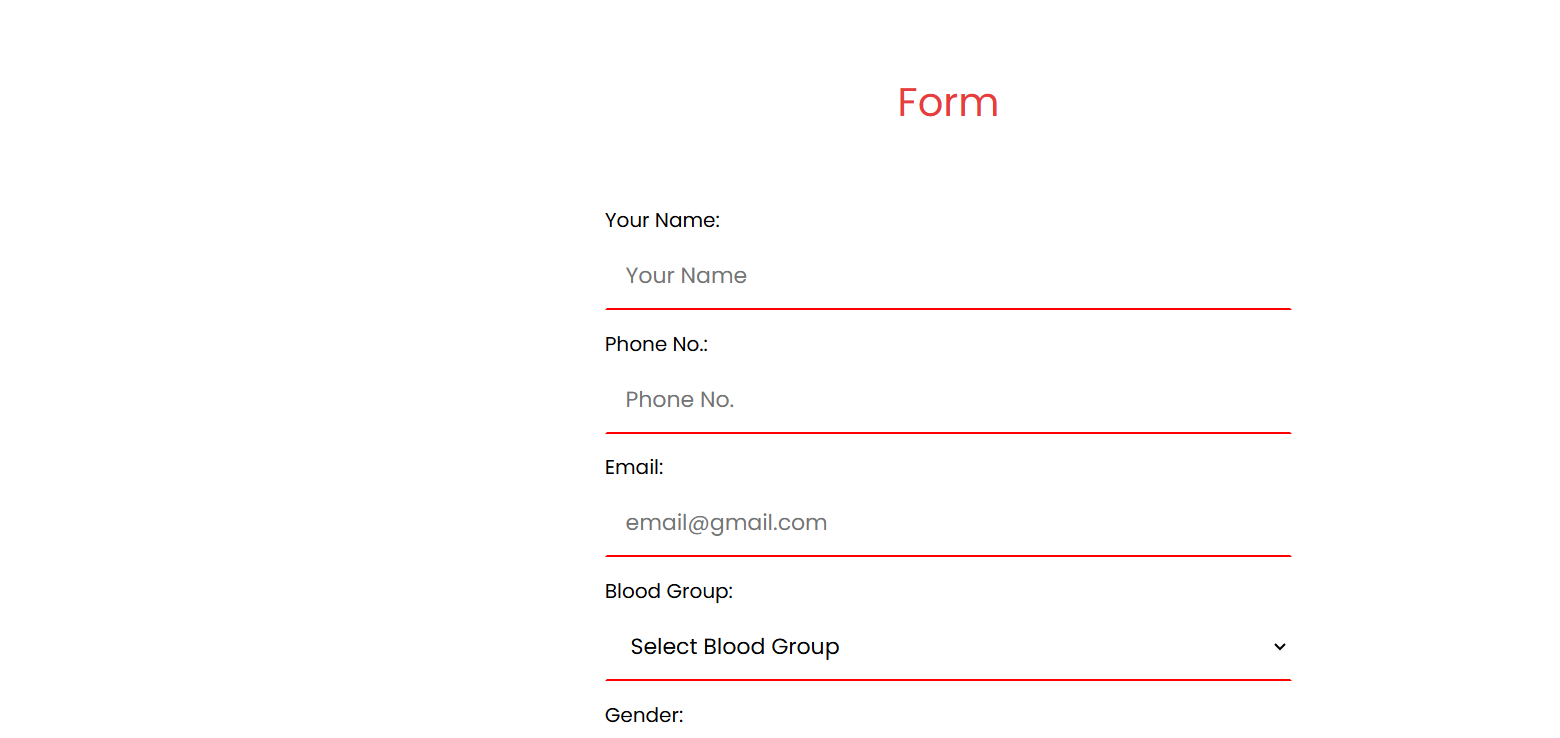 Form
Your Name:
Your Name
Phone No.:
Phone No.
Email:
email@gmail.com
Blood Group:
Select Blood Group
Gender: